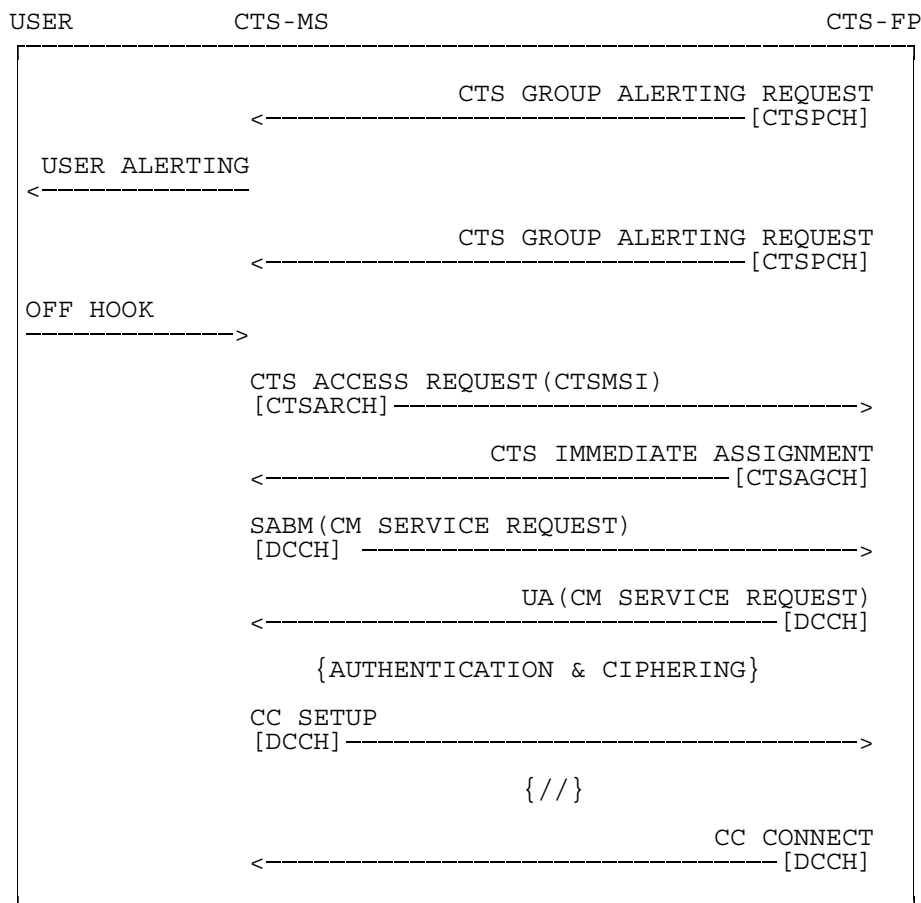 USER CTS-MS CTS-FP
CTS GROUP ALERTING REQUEST
[CTSPCH]
USER ALERTING
CTS GROUP ALERTING REQUEST
[CTSPCH]
OFF HOOK
CTS ACCESS REQUEST(CTSMSI)
[CTSARCH]
CTS IMMEDIATE ASSIGNMENT
[CTSAGCH]
SABM(CM SERVICE REQUEST)
[DCCH]
UA(CM SERVICE REQUEST)
[DCCH]
{AUTHENTICATION & CIPHERING}
CC SETUP
[DCCH]
{//}
CC CONNECT
[DCCH]